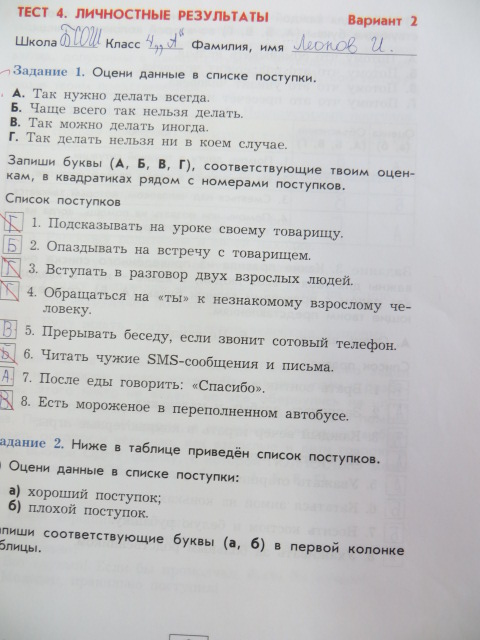 ТЕСТ 4. ЛИЧНОСТНЫЕ РЕЗУЛЬТАТЫ Вариант 2
Школа БСОШ Класс 4 „А" Фамилия, имя Леонов И.
Задание 1. Оцени данные в списке поступки.
А. Так нужно делать всегда.
Б. Чаще всего так нельзя делать.
В. Так можно делать иногда.
Г. Так делать нельзя ни в коем случае.
Запиши буквы (А, Б, В, Г), соответствующие твоим оцен-
кам, в квадратиках рядом с номерами поступков.
Список поступков
Г 1. Подсказывать на уроке своему товарищу.
Б 2. Опаздывать на встречу с товарищем.
Г 3. Вступать в разговор двух взрослых людей.
Г 4. Обращаться на «ты» к незнакомому взрослому че-
ловеку.
В 5. Прерывать беседу, если звонит сотовый телефон.
Б 6. Читать чужие SMS-сообщения и письма.
А 7. После еды говорить: «Спасибо».
В 8. Есть мороженое в переполненном автобусе.
адание 2. Ниже в таблице приведён список поступков.
) Оцени данные в списке поступки:
а) хороший поступок;
б) плохой поступок.
апиши соответствующие буквы (а, б) в первой колонке
блицы.